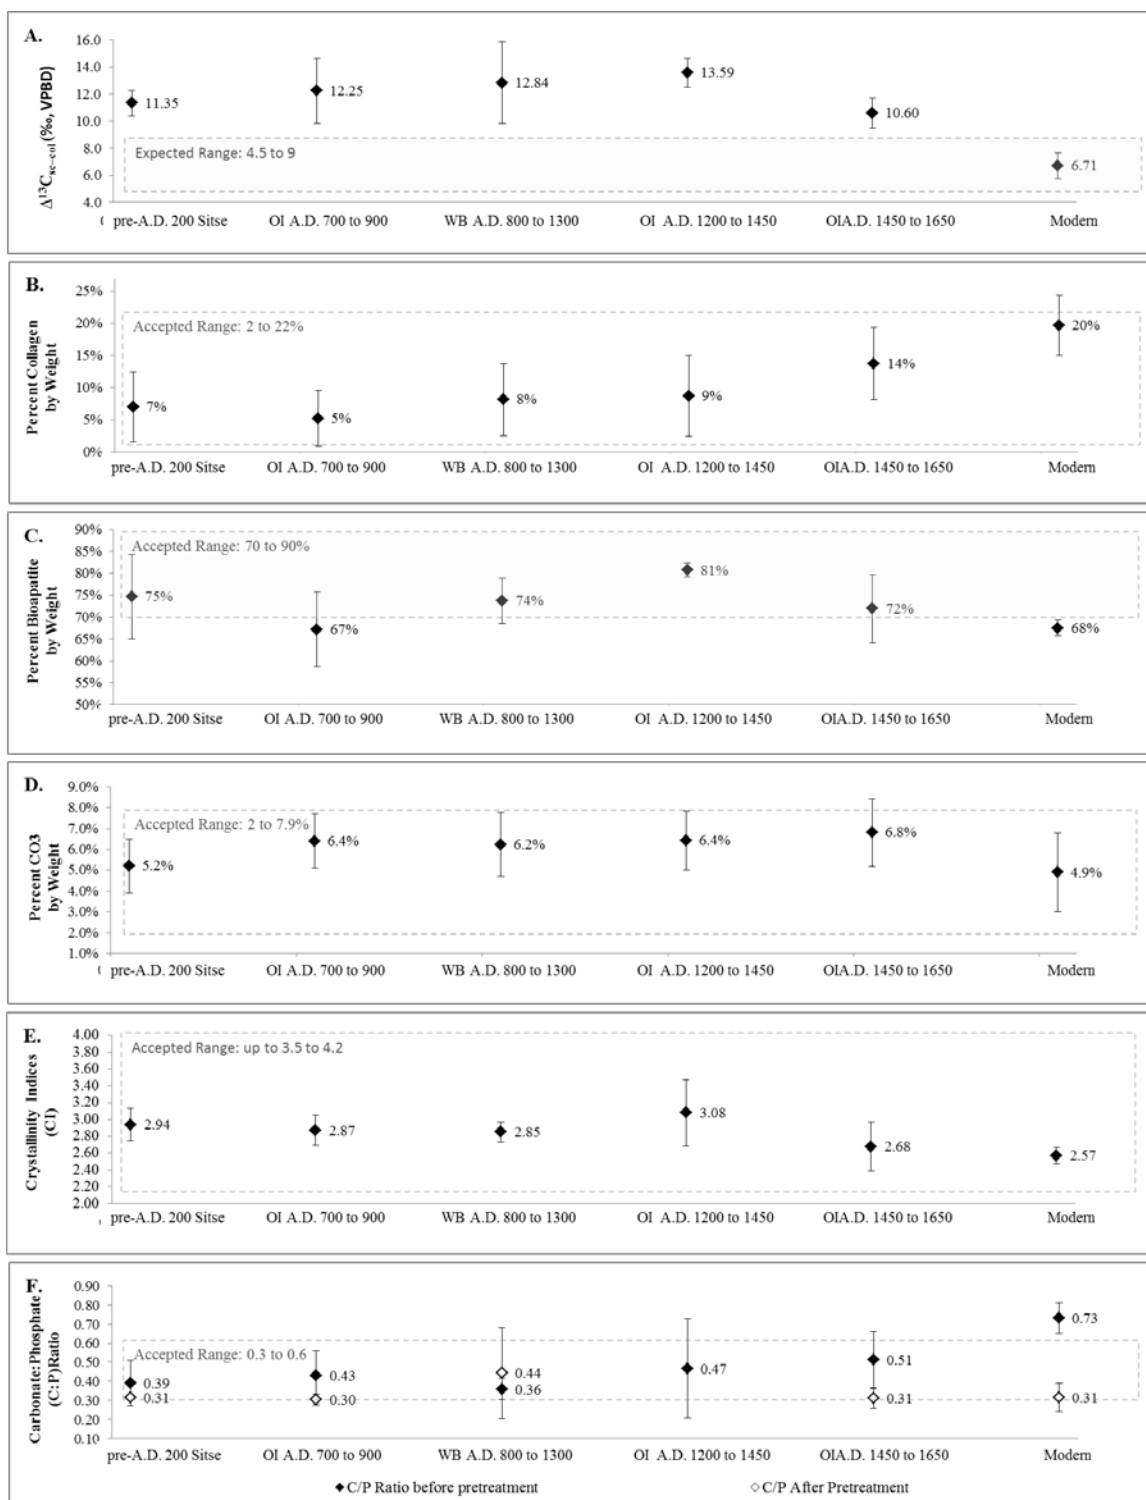 A.
Δ¹³Csc-col (‰, VPBD)
16.0
14.0
12.0
10.0
8.0
6.0
4.0
11.35
12.25
12.84
13.59
10.60
6.71
Expected Range: 4.5 to 9
pre-A.D. 200 Sitse
OI A.D. 700 to 900
WB A.D. 800 to 1300
OI A.D. 1200 to 1450
OIA.D. 1450 to 1650
Modern
B.
Percent Collagen
by Weight
25%
20%
15%
10%
5%
0%
Accepted Range: 2 to 22%
7%
5%
8%
9%
14%
20%
pre-A.D. 200 Sitse
OI A.D. 700 to 900
WB A.D. 800 to 1300
OI A.D. 1200 to 1450
OIA.D. 1450 to 1650
Modern
C.
Percent Bioapatite
by Weight
90%
85%
80%
75%
70%
65%
60%
55%
50%
Accepted Range: 70 to 90%
75%
67%
74%
81%
72%
68%
pre-A.D. 200 Sitse
OI A.D. 700 to 900
WB A.D. 800 to 1300
OI A.D. 1200 to 1450
OIA.D. 1450 to 1650
Modern
D.
Percent CO3
by Weight
9.0%
8.0%
7.0%
6.0%
5.0%
4.0%
3.0%
2.0%
1.0%
Accepted Range: 2 to 7.9%
5.2%
6.4%
6.2%
6.4%
6.8%
4.9%
pre-A.D. 200 Sitse
OI A.D. 700 to 900
WB A.D. 800 to 1300
OI A.D. 1200 to 1450
OIA.D. 1450 to 1650
Modern
E.
Crystallinity Indices
(CI)
4.00
3.80
3.60
3.40
3.20
3.00
2.80
2.60
2.40
2.20
2.00
Accepted Range: up to 3.5 to 4.2
2.94
2.87
2.85
3.08
2.68
2.57
pre-A.D. 200 Sitse
OI A.D. 700 to 900
WB A.D. 800 to 1300
OI A.D. 1200 to 1450
OIA.D. 1450 to 1650
Modern
F.
Carbonate:Phosphate
(C:P)Ratio
0.90
0.80
0.70
0.60
0.50
0.40
0.30
0.20
0.10
Accepted Range: 0.3 to 0.6
0.39
0.31
0.43
0.30
0.44
0.36
0.47
0.51
0.31
0.73
0.31
pre-A.D. 200 Sitse
OI A.D. 700 to 900
WB A.D. 800 to 1300
OI A.D. 1200 to 1450
OIA.D. 1450 to 1650
Modern
C/P Ratio before pretreatment
C/P After Pretreatment